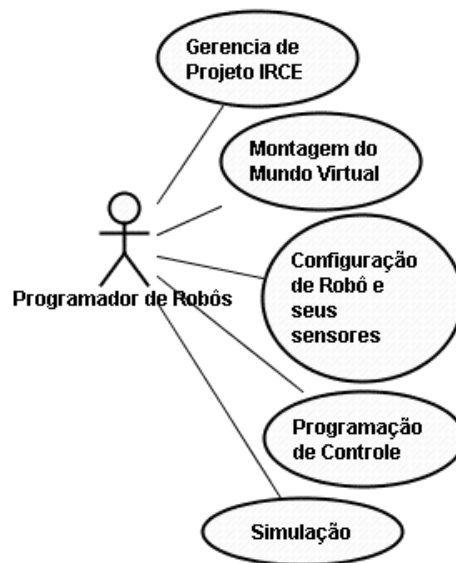 Gerencia de
Projeto IRCE
Montagem do
Mundo Virtual
Configuração
de Robô e
seus
sensores
Programador de Robôs
Programação
de Controle
Simulação